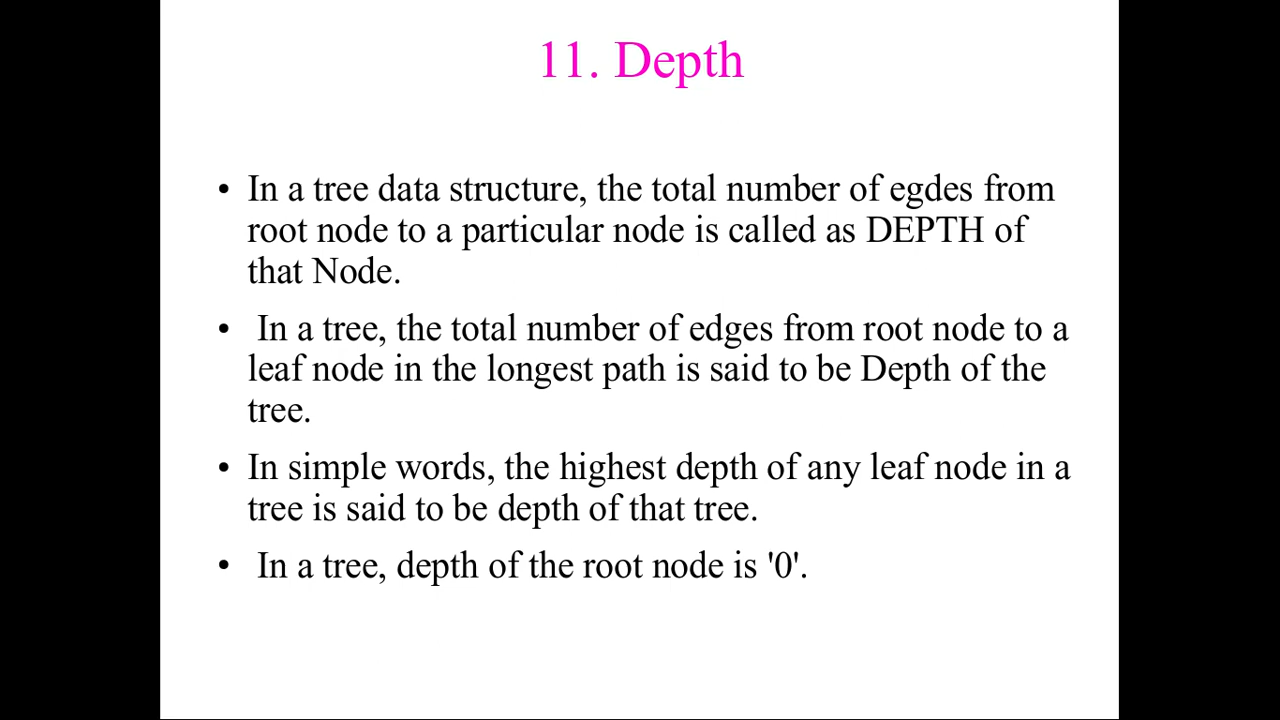 11. Depth
• In a tree data structure, the total number of egdes from
root node to a particular node is called as DEPTH of
that Node.
• In a tree, the total number of edges from root node to a
leaf node in the longest path is said to be Depth of the
tree.
• In simple words, the highest depth of any leaf node in a
tree is said to be depth of that tree.
• In a tree, depth of the root node is '0'.